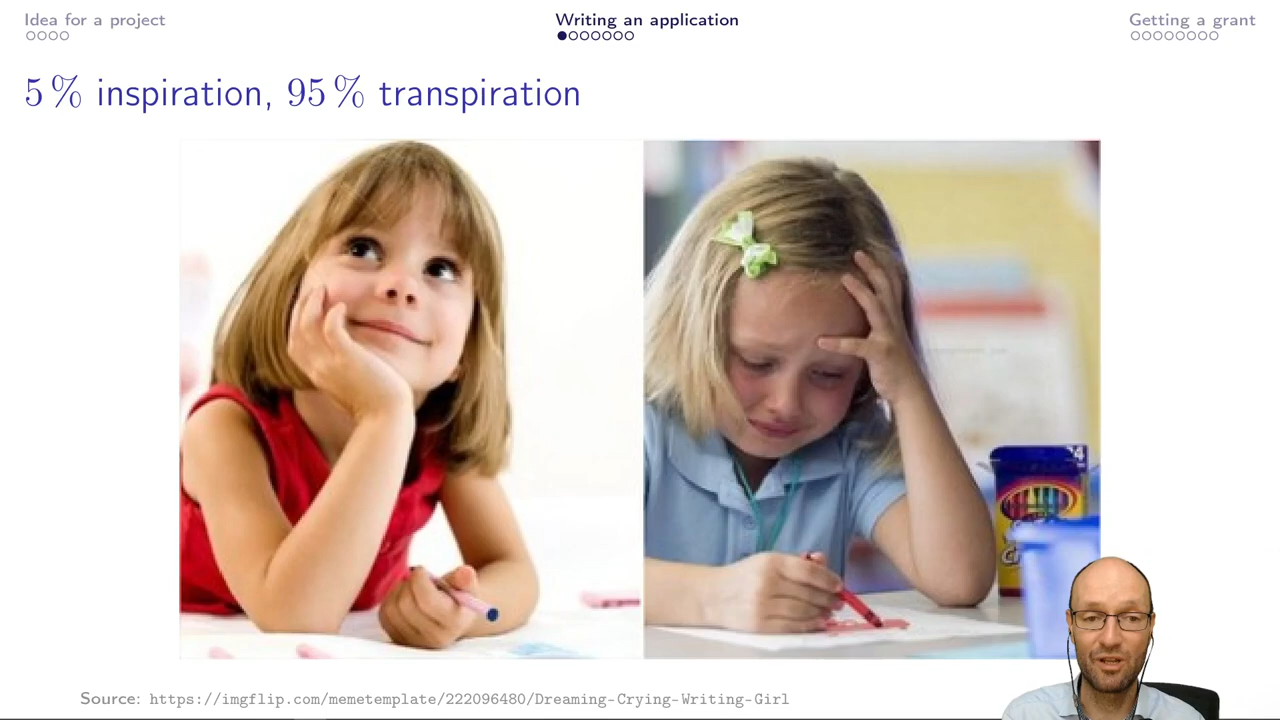 Idea for a project
Writing an application
Getting a grant
5 % inspiration, 95 % transpiration
Source: https://imgflip.com/memetemplate/222096480/Dreaming-Crying-Writing-Girl